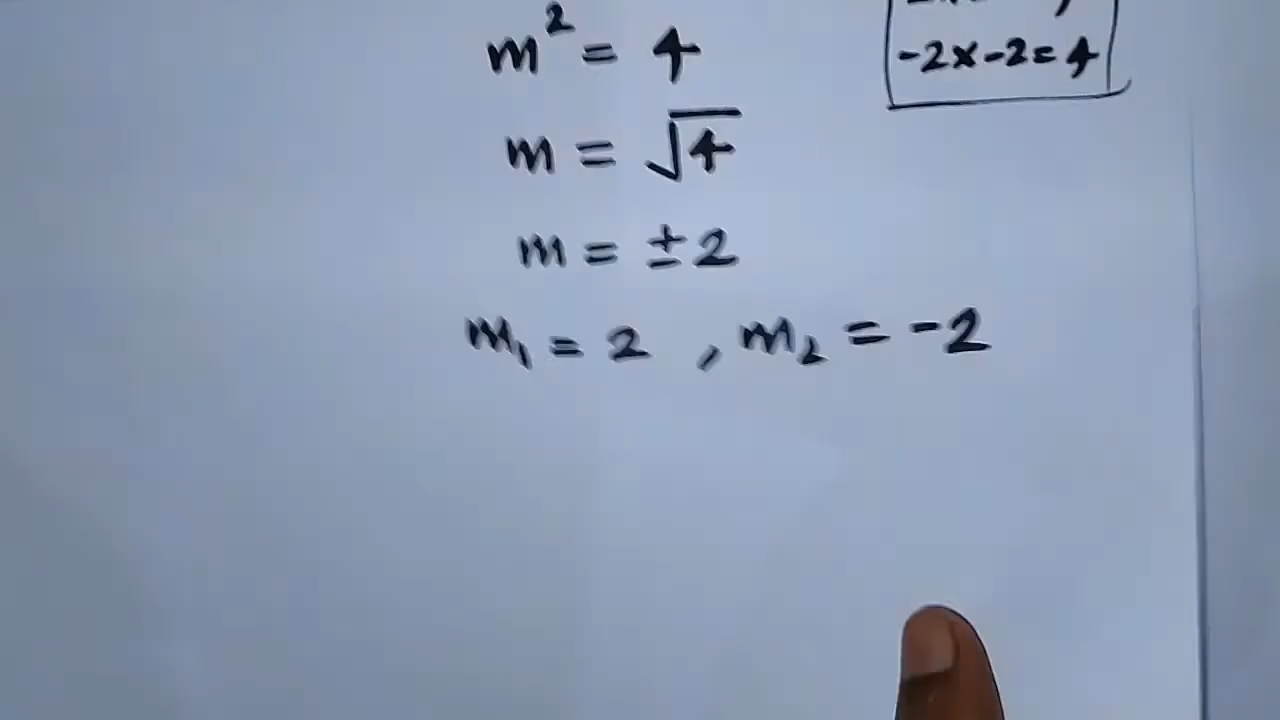 m² = 4
-2x-2=4
m = √4
m = ±2
m₁ = 2 , m₂ = -2